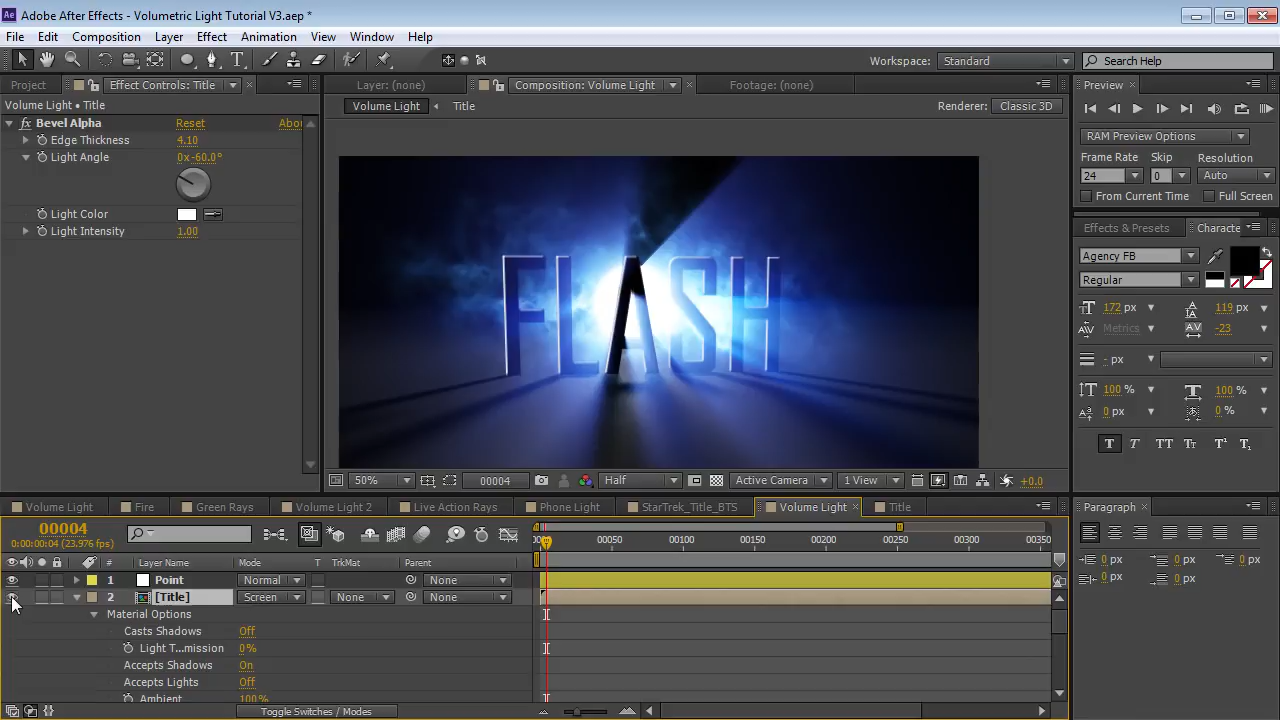 Adobe After Effects - Volumetric Light Tutorial V3.aep *
File Edit Composition Layer Effect Animation View Window Help
Workspace: Standard Search Help
Project Effect Controls: Title Layer: (none) Composition: Volume Light Footage: (none) Preview
Volume Light • Title
Volume Light Title Renderer: Classic 3D
Bevel Alpha Reset Abo
Edge Thickness 4.10
Light Angle 0x-60.0°
Light Color
Light Intensity 1.00
FLASH
RAM Preview Options
Frame Rate Skip Resolution
24 0 Auto
From Current Time Full Screen
Effects & Presets Characte
Agency FB
Regular
172 px 119 px
Metrics -23
- px
100 % 100 %
0 px 0 %
T T TT Tt T¹ T₁
50% 00004 Half Active Camera 1 View +0.0
Volume Light Fire Green Rays Volume Light 2 Live Action Rays Phone Light StarTrek_Title_BTS Volume Light Title Paragraph
00004
0:00:00:04 (23.976 fps)
00050 00100 00150 00200 00250 00300 00350
# Layer Name Mode T TrkMat Parent
1 Point Normal None
2 [Title] Screen None None
Material Options
Casts Shadows Off
Light T...mission 0%
Accepts Shadows On
Accepts Lights Off
Ambient 100%
Toggle Switches / Modes
0 px 0 px 0 px
0 px 0 px